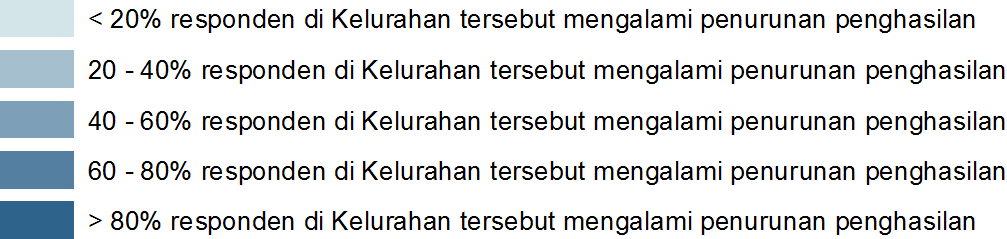 < 20% responden di Kelurahan tersebut mengalami penurunan penghasilan
20 - 40% responden di Kelurahan tersebut mengalami penurunan penghasilan
40 - 60% responden di Kelurahan tersebut mengalami penurunan penghasilan
60 - 80% responden di Kelurahan tersebut mengalami penurunan penghasilan
> 80% responden di Kelurahan tersebut mengalami penurunan penghasilan